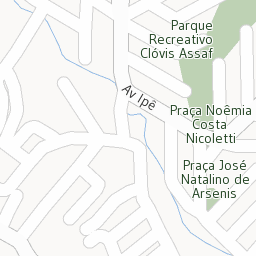 Parque
Recreativo
Clóvis Assaf
Av Ipê
Praça Noêmia
Costa
Nicoletti
Praça José
Natalino de
Arsenis